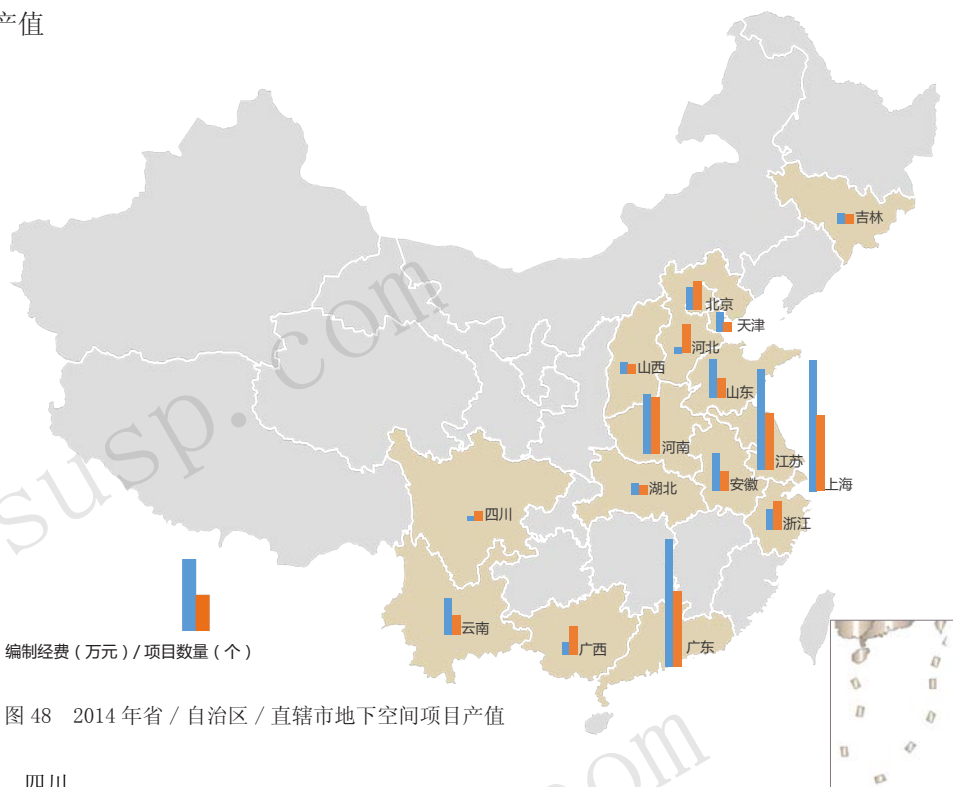 产值
吉林
北京
天津
河北
山西
山东
河南
江苏
湖北
安徽
上海
四川
浙江
云南
广西
广东
编制经费（万元）/ 项目数量（个）
图 48 2014 年省 / 自治区 / 直辖市地下空间项目产值
四川
susp.com
om